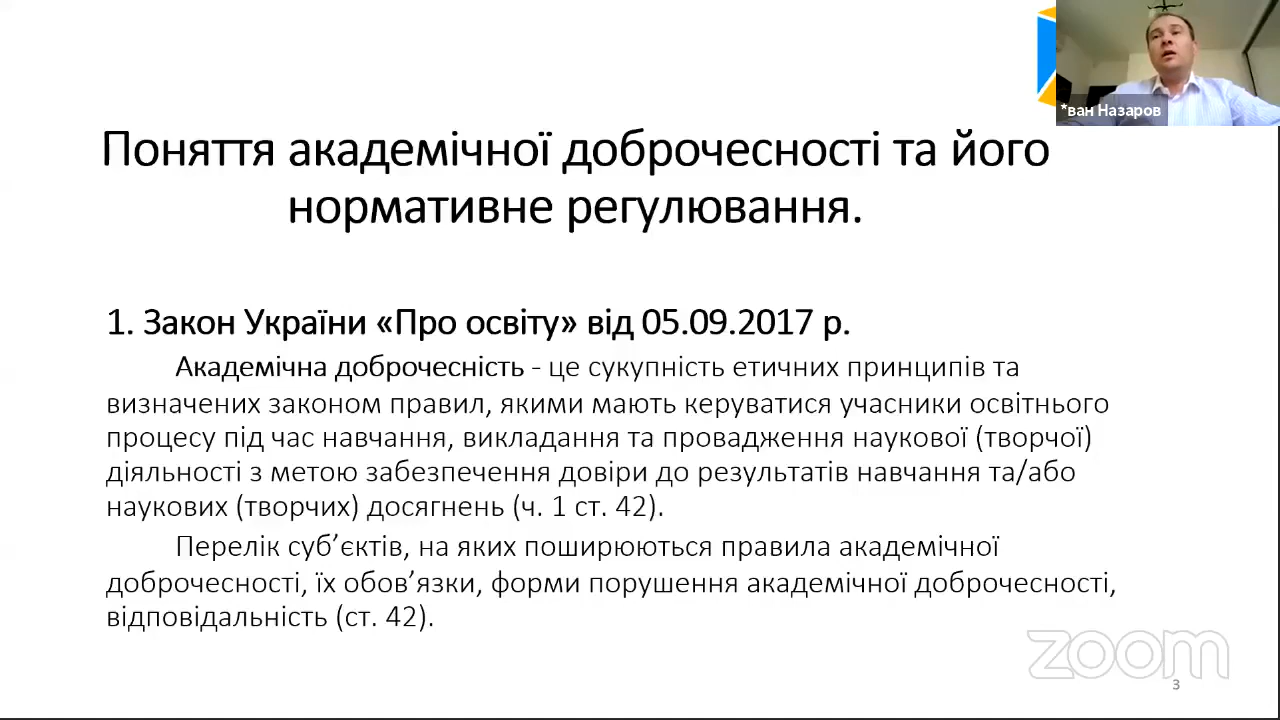 *ван Назаров
Поняття академічної доброчесності та його
нормативне регулювання.
1. Закон України «Про освіту» від 05.09.2017 р.
Академічна доброчесність - це сукупність етичних принципів та
визначених законом правил, якими мають керуватися учасники освітнього
процесу під час навчання, викладання та провадження наукової (творчої)
діяльності з метою забезпечення довіри до результатів навчання та/або
наукових (творчих) досягнень (ч. 1 ст. 42).
Перелік суб’єктів, на яких поширюються правила академічної
доброчесності, їх обов’язки, форми порушення академічної доброчесності,
відповідальність (ст. 42).
zoom
3